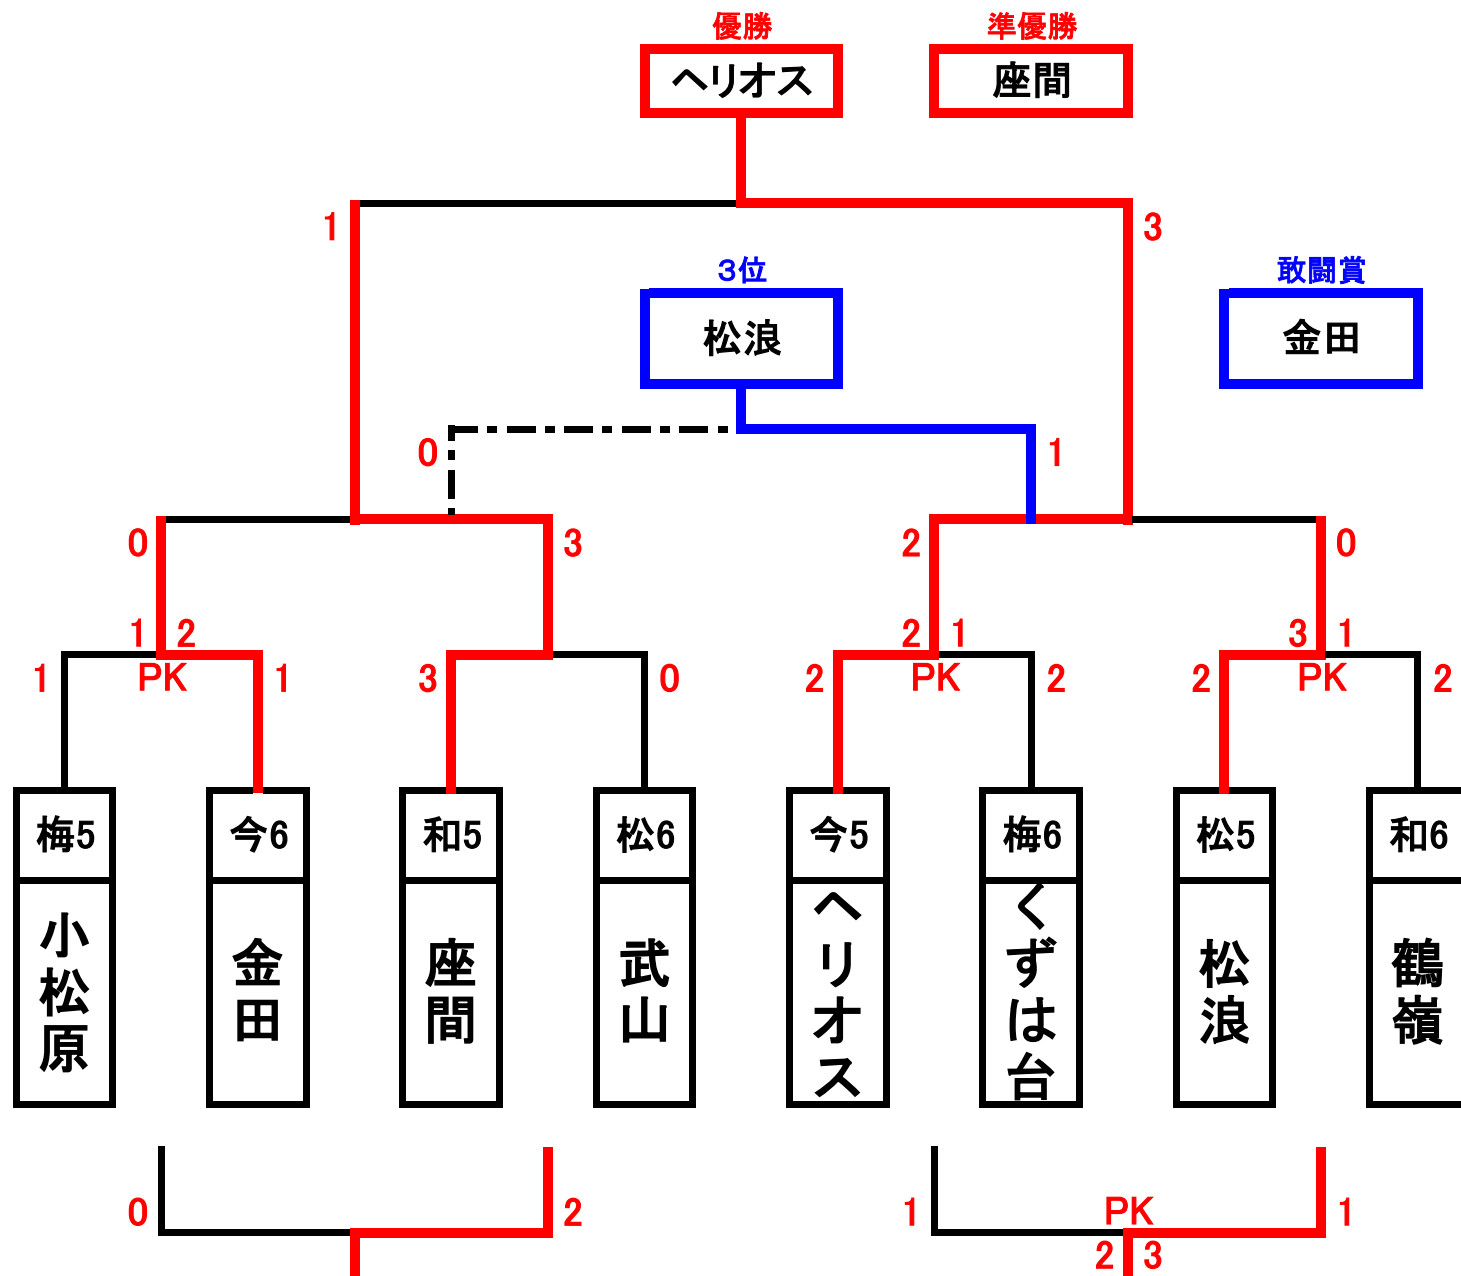 優勝 準優勝
ヘリオス 座間
1 3
3位 敢闘賞
松浪 金田
0 1
0 3 2 0
1 2 2 1 3 1
1 PK 1 3 0 2 PK 2 2 PK 2
梅5 今6 和5 松6 今5 梅6 松5 和6
小松原 金田 座間 武山 ヘリオス くずは台 松浪 鶴嶺
0 2 1 PK 1
2 3